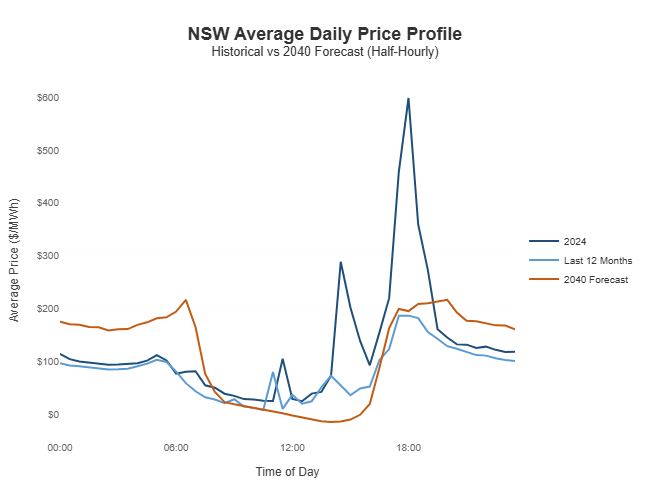 NSW Average Daily Price Profile
Historical vs 2040 Forecast (Half-Hourly)
$600
$500
$400
$300
$200
$100
$0
Average Price ($/MWh)
00:00
06:00
12:00
18:00
Time of Day
2024
Last 12 Months
2040 Forecast